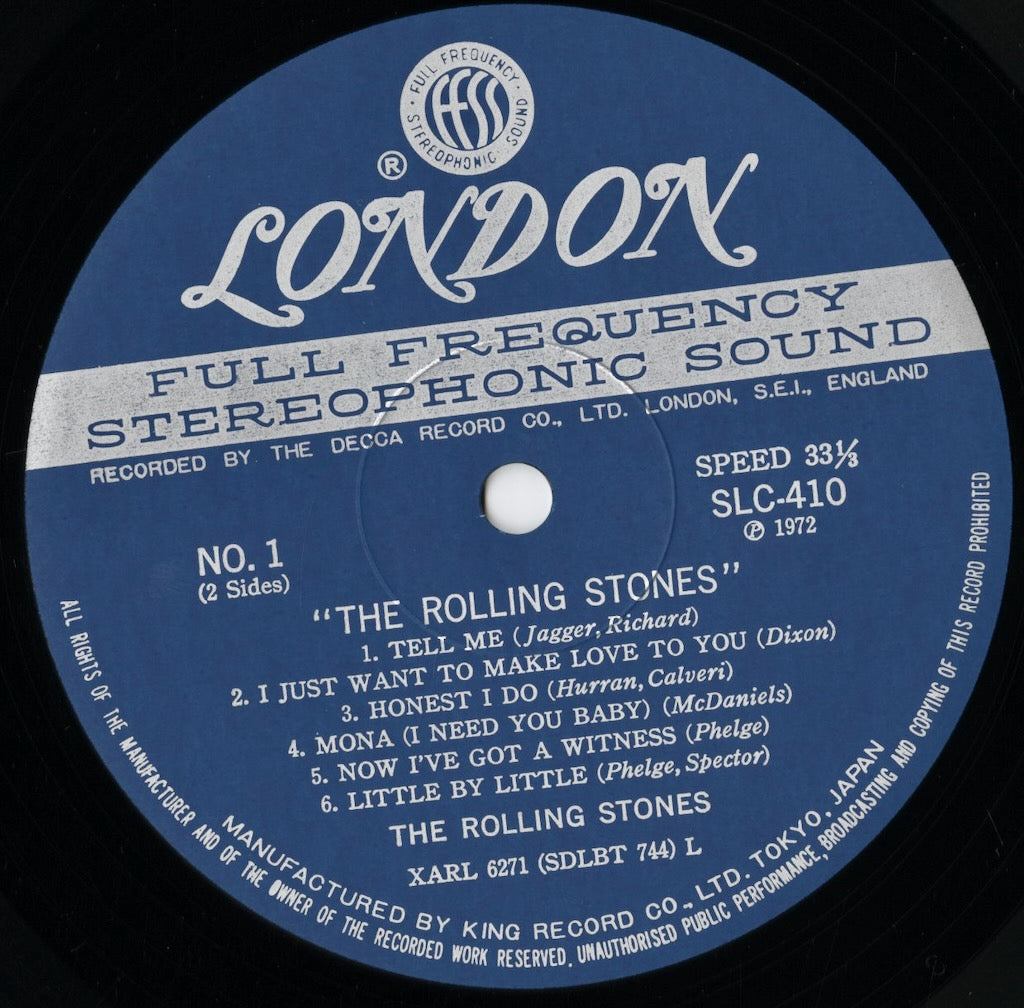 FULL FREQUENCY
FFSS
STEREOPHONIC SOUND
®
LONDON
FULL FREQUENCY
STEREOPHONIC SOUND
RECORDED BY THE DECCA RECORD CO., LTD. LONDON, S.E.I., ENGLAND
SPEED 33⅓
SLC-410
℗ 1972
NO. 1
(2 Sides)
“THE ROLLING STONES”
1. TELL ME (Jagger, Richard)
2. I JUST WANT TO MAKE LOVE TO YOU (Dixon)
3. HONEST I DO (Hurran, Calveri)
4. MONA (I NEED YOU BABY) (McDaniels)
5. NOW I'VE GOT A WITNESS (Phelge)
6. LITTLE BY LITTLE (Phelge, Spector)
THE ROLLING STONES
XARL 6271 (SDLBT 744) L
MANUFACTURED BY KING RECORD CO., LTD. TOKYO, JAPAN
ALL RIGHTS OF THE MANUFACTURER AND OF THE OWNER OF THE RECORDED WORK RESERVED. UNAUTHORISED PUBLIC PERFORMANCE, BROADCASTING AND COPYING OF THIS RECORD PROHIBITED